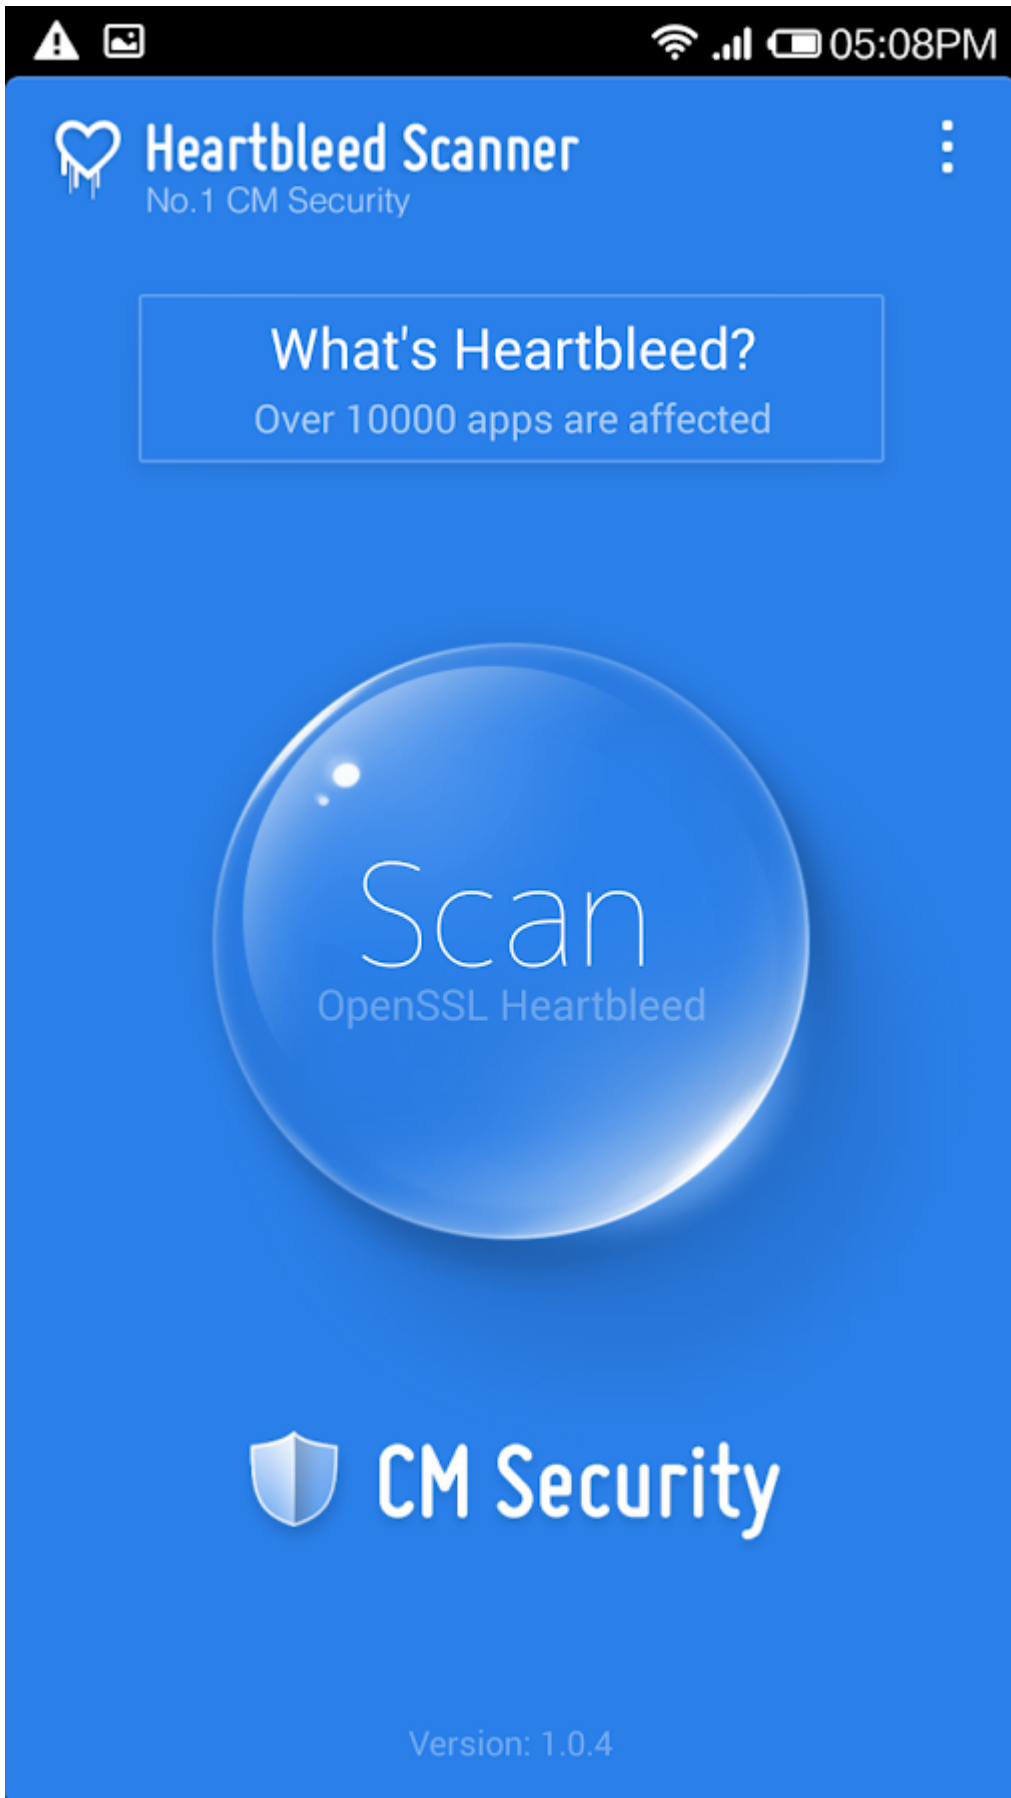 05:08PM
Heartbleed Scanner
No.1 CM Security
What's Heartbleed?
Over 10000 apps are affected
Scan
OpenSSL Heartbleed
CM Security
Version: 1.0.4